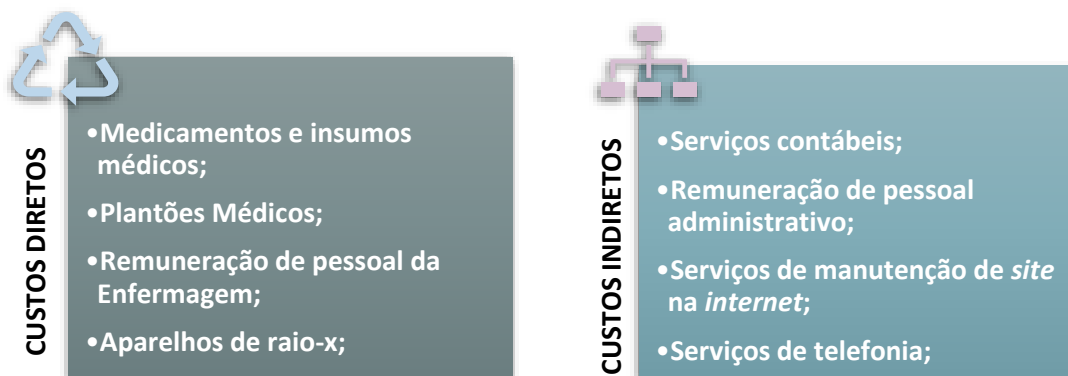 CUSTOS DIRETOS
•Medicamentos e insumos
médicos;
•Plantões Médicos;
•Remuneração de pessoal da
Enfermagem;
•Aparelhos de raio-x;
CUSTOS INDIRETOS
•Serviços contábeis;
•Remuneração de pessoal
administrativo;
•Serviços de manutenção de site
na internet;
•Serviços de telefonia;